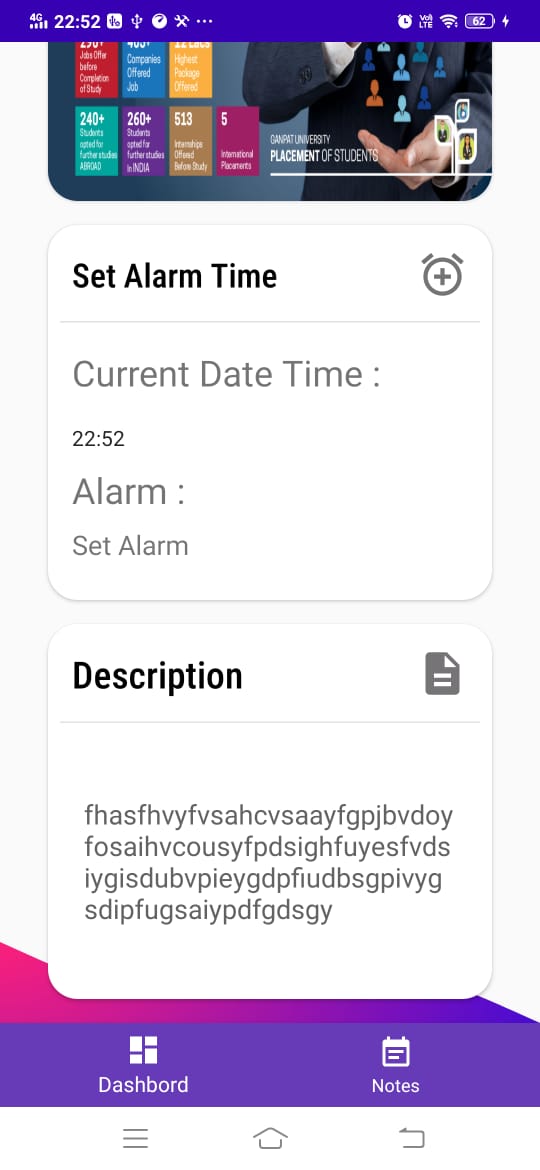 4G 22:52 VoD LTE 62
290+ 405+ 12 Lacs
Jobs Offer before Completion of Study
Companies Offered Job
Highest Package Offered
240+
Students opted for further studies ABROAD
260+
Students opted for further studies In INDIA
513
Internships Offered Before Study
5
International Placements
GANPAT UNIVERSITY
PLACEMENT OF STUDENTS
Set Alarm Time
Current Date Time :
22:52
Alarm :
Set Alarm
Description
fhasfhvyfvsahcvsaayfgpjbvdoy
fosaihvcousyfpdsighfuyesfvds
iygisdubvpieygdpfiudbsgpivyg
sdipfugsaiypdfgdsgy
Dashbord
Notes